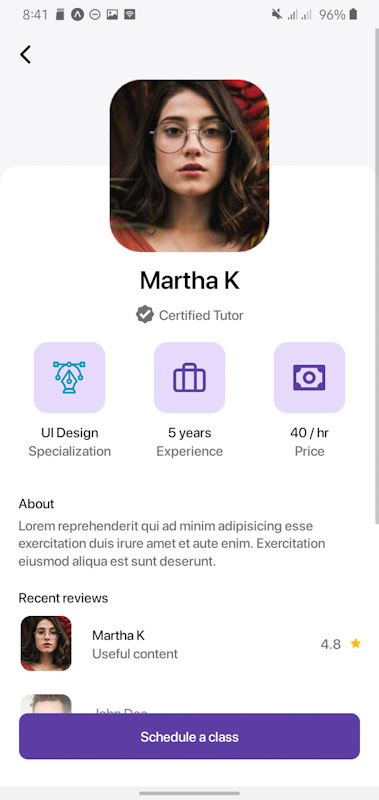 8:41
96%
Martha K
Certified Tutor
UI Design
5 years
40 / hr
Specialization
Experience
Price
About
Lorem reprehenderit qui ad minim adipisicing esse
exercitation duis irure amet et aute enim. Exercitation
eiusmod aliqua est sunt deserunt.
Recent reviews
Martha K
Useful content
4.8
John Doe
Schedule a class